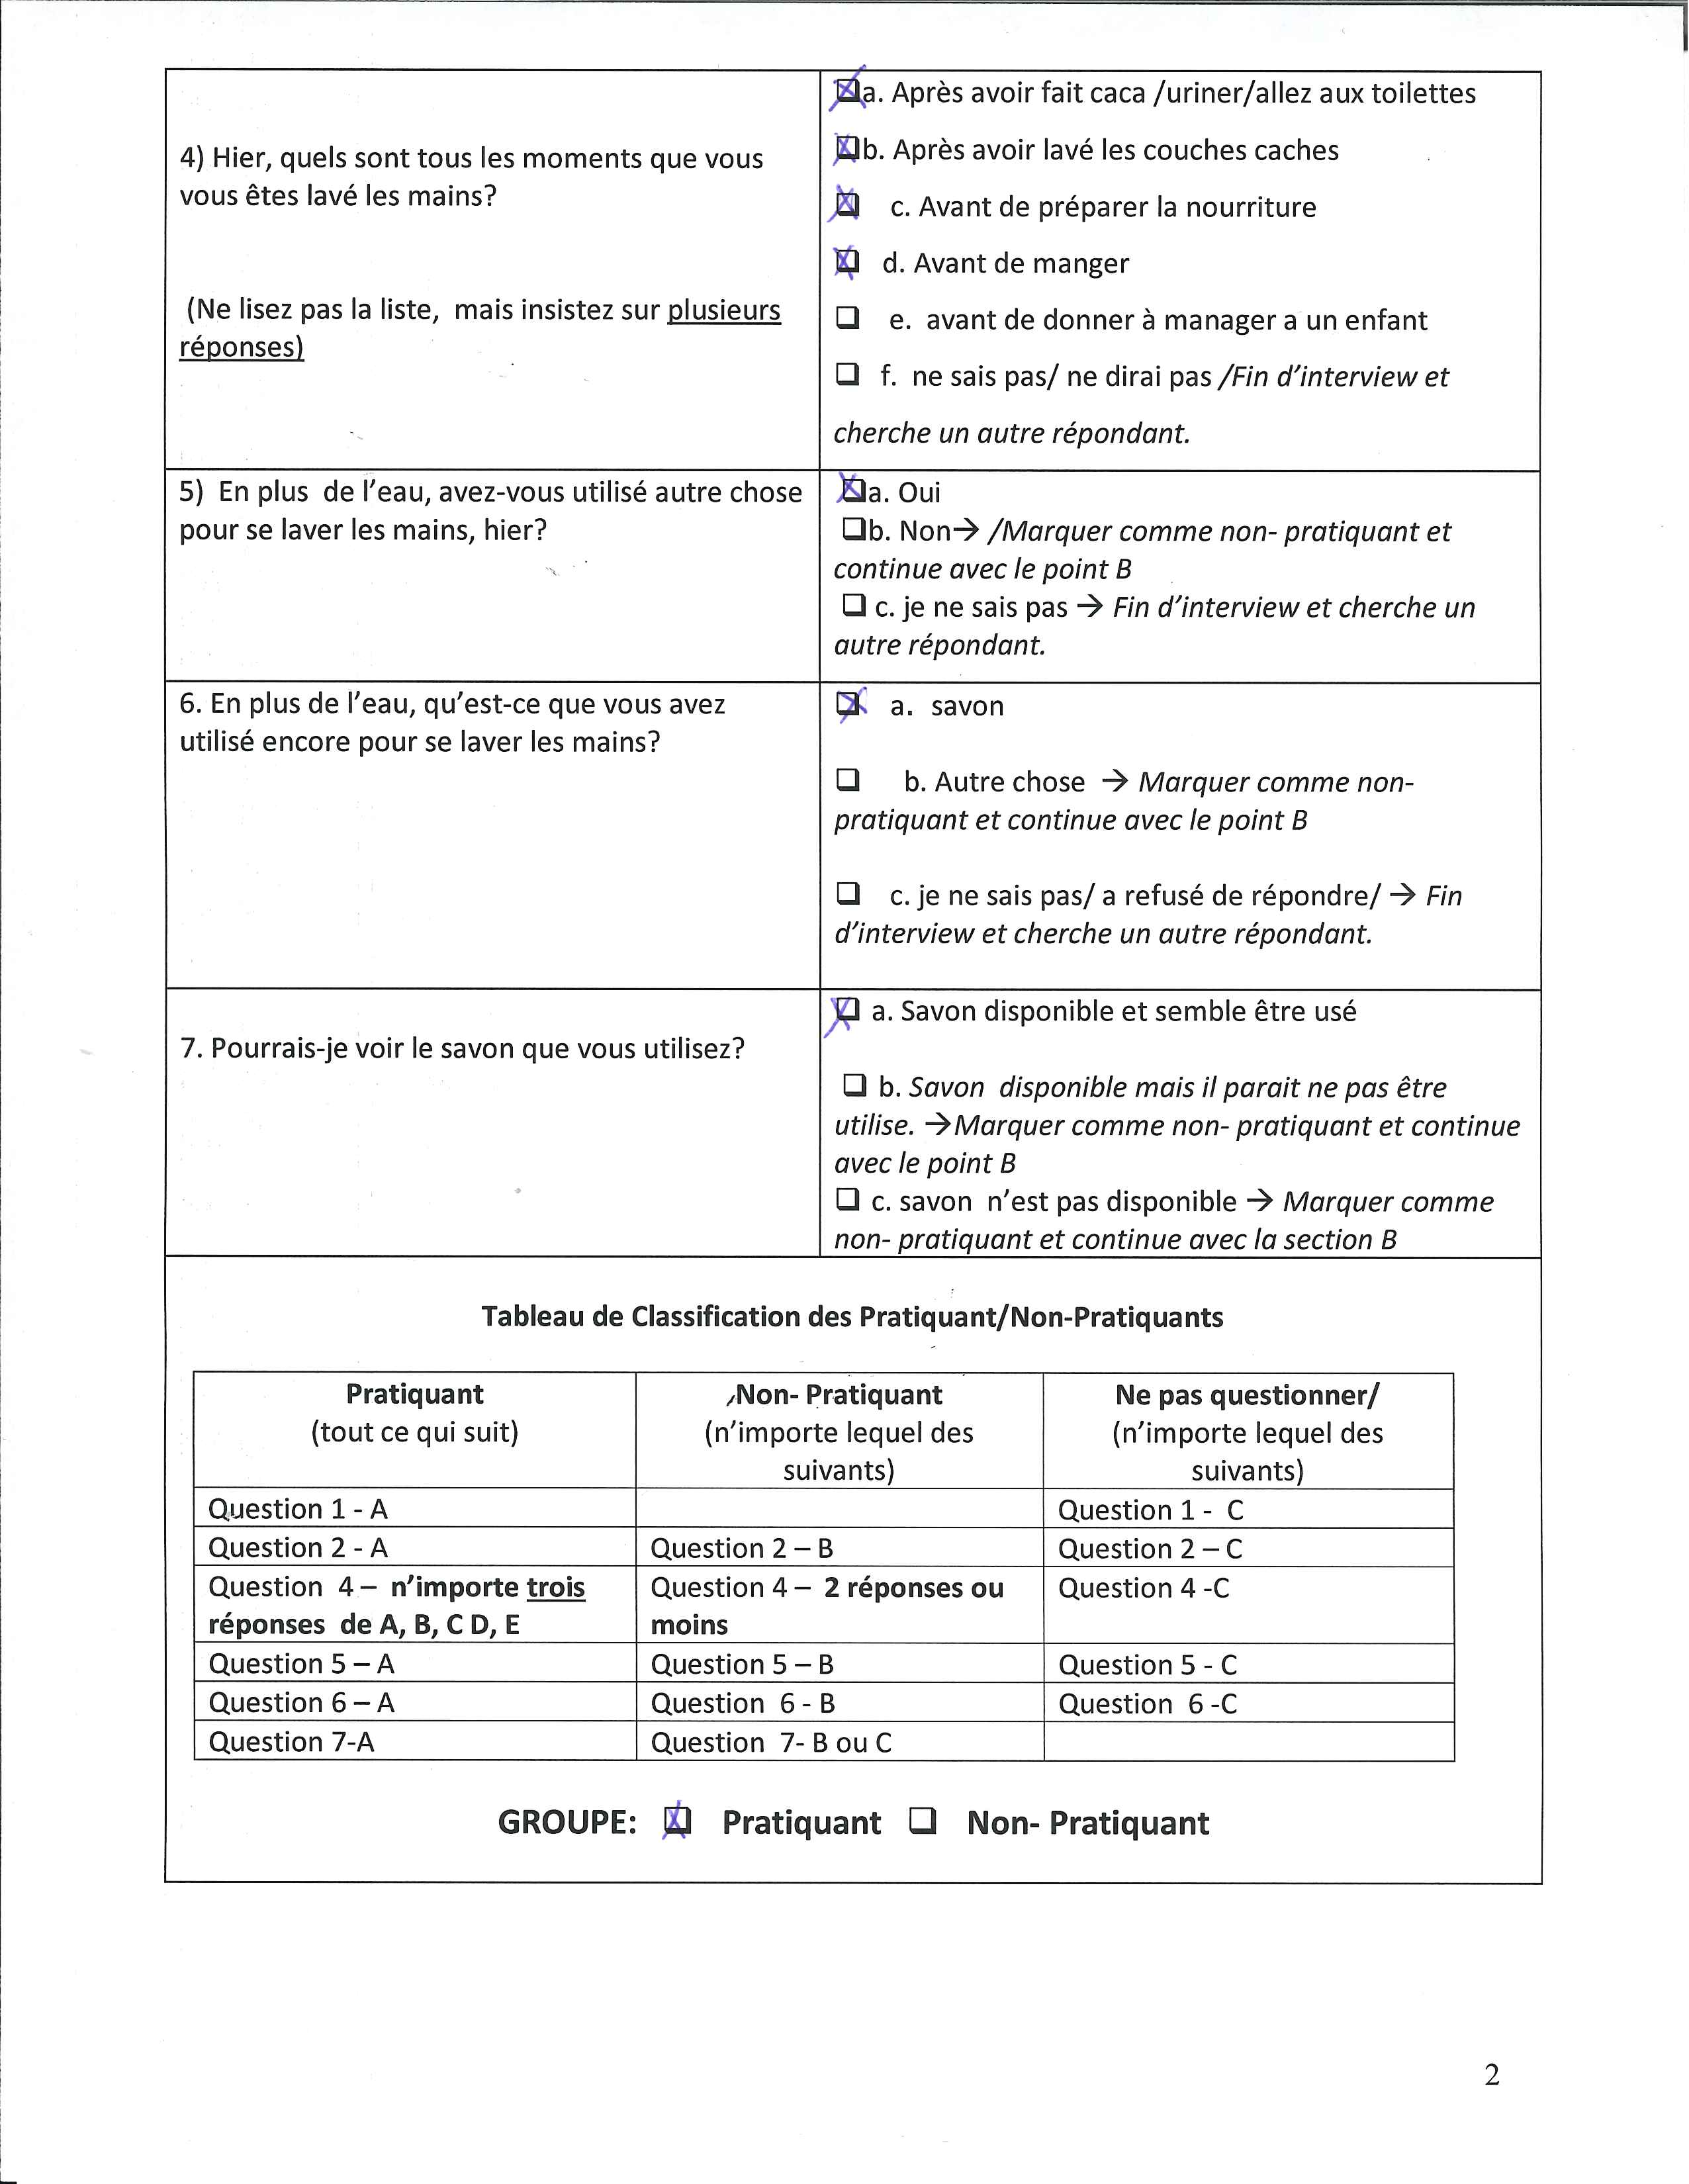 4) Hier, quels sont tous les moments que vous
vous êtes lavé les mains?
(Ne lisez pas la liste, mais insistez sur plusieurs
réponses)
☒a. Après avoir fait caca /uriner/allez aux toilettes
☒b. Après avoir lavé les couches caches
☒ c. Avant de préparer la nourriture
☒ d. Avant de manger
❑ e. avant de donner à manager a un enfant
❑ f. ne sais pas/ ne dirai pas /Fin d'interview et
cherche un autre répondant.
5) En plus de l'eau, avez-vous utilisé autre chose
pour se laver les mains, hier?
☒a. Oui
❑b. Non→ /Marquer comme non- pratiquant et
continue avec le point B
❑ c. je ne sais pas → Fin d'interview et cherche un
autre répondant.
6. En plus de l'eau, qu'est-ce que vous avez
utilisé encore pour se laver les mains?
☒ a. savon
❑ b. Autre chose → Marquer comme non-
pratiquant et continue avec le point B
❑ c. je ne sais pas/ a refusé de répondre/ → Fin
d'interview et cherche un autre répondant.
7. Pourrais-je voir le savon que vous utilisez?
☒ a. Savon disponible et semble être usé
❑ b. Savon disponible mais il parait ne pas être
utilise. →Marquer comme non- pratiquant et continue
avec le point B
❑ c. savon n'est pas disponible → Marquer comme
non- pratiquant et continue avec la section B
Tableau de Classification des Pratiquant/Non-Pratiquants
Pratiquant
(tout ce qui suit)
Non- Pratiquant
(n'importe lequel des
suivants)
Ne pas questionner/
(n'importe lequel des
suivants)
Question 1 - A
Question 1 - C
Question 2 - A
Question 2 – B
Question 2 – C
Question 4 – n'importe trois
réponses de A, B, C D, E
Question 4 – 2 réponses ou
moins
Question 4 -C
Question 5 – A
Question 5 – B
Question 5 - C
Question 6 – A
Question 6 - B
Question 6 -C
Question 7-A
Question 7- B ou C
GROUPE: ☒ Pratiquant ❑ Non- Pratiquant
2